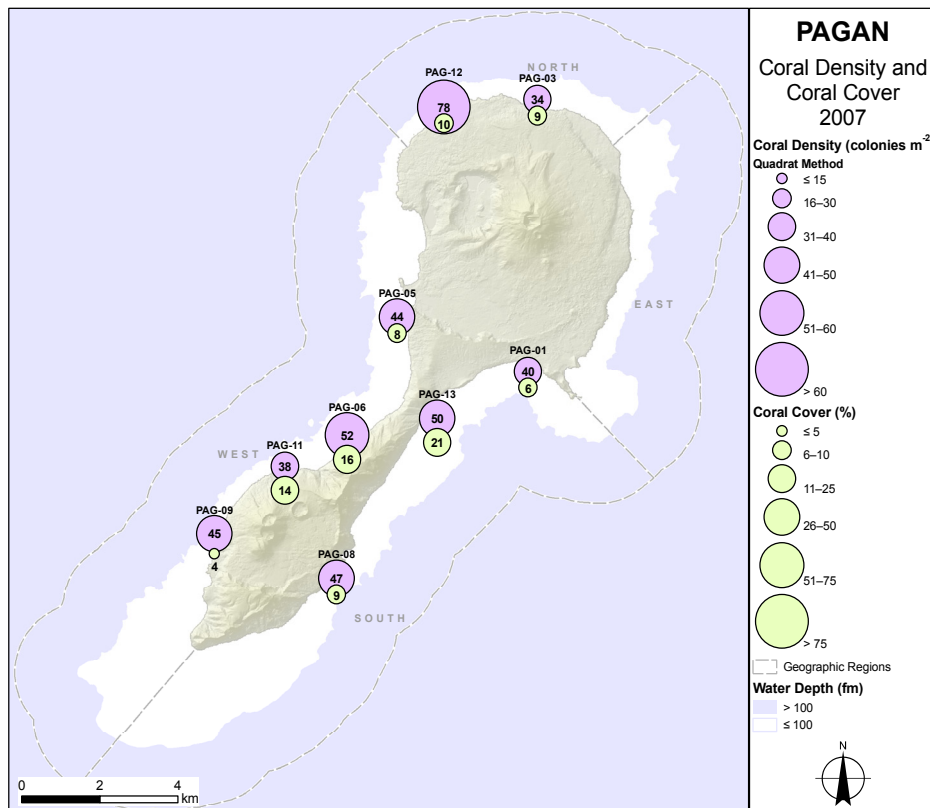 PAG-12
NORTH
PAG-03
78
10
34
9
PAG-05
44
8
EAST
PAG-01
40
6
PAG-13
50
21
PAG-06
52
16
WEST
PAG-11
38
14
PAG-09
45
4
PAG-08
47
9
SOUTH
0 2 4
km
PAGAN
Coral Density and
Coral Cover
2007
Coral Density (colonies m-2
Quadrat Method
≤ 15
16–30
31–40
41–50
51–60
> 60
Coral Cover (%)
≤ 5
6–10
11–25
26–50
51–75
> 75
Geographic Regions
Water Depth (fm)
> 100
≤ 100
N